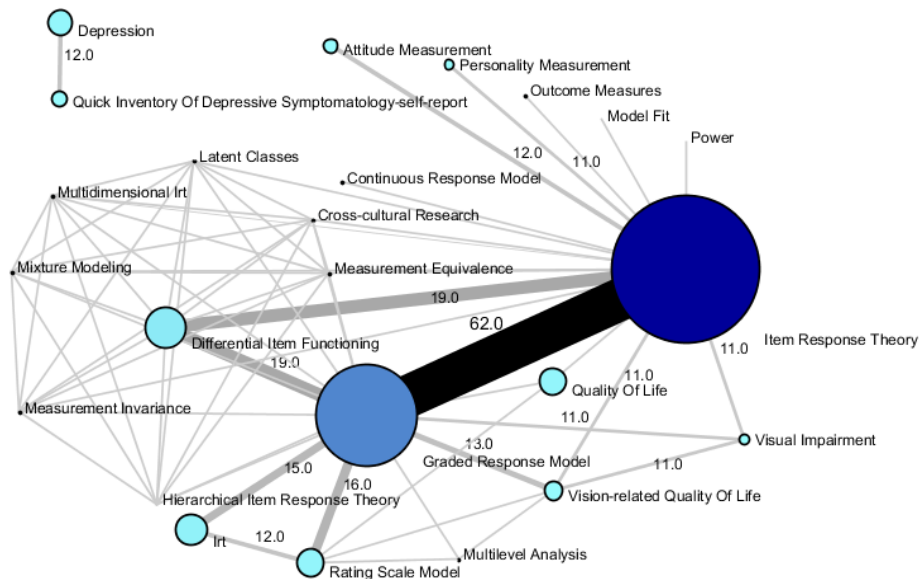 Depression
12.0
Quick Inventory Of Depressive Symptomatology-self-report
Attitude Measurement
Personality Measurement
Outcome Measures
Model Fit
Power
Latent Classes
12.0
11.0
Continuous Response Model
Multidimensional Irt
Cross-cultural Research
Mixture Modeling
Measurement Equivalence
19.0
62.0
Differential Item Functioning
Item Response Theory
11.0
19.0
11.0
Quality Of Life
Measurement Invariance
11.0
13.0
Visual Impairment
Graded Response Model
11.0
15.0
16.0
Hierarchical Item Response Theory
Vision-related Quality Of Life
Irt
12.0
Multilevel Analysis
Rating Scale Model